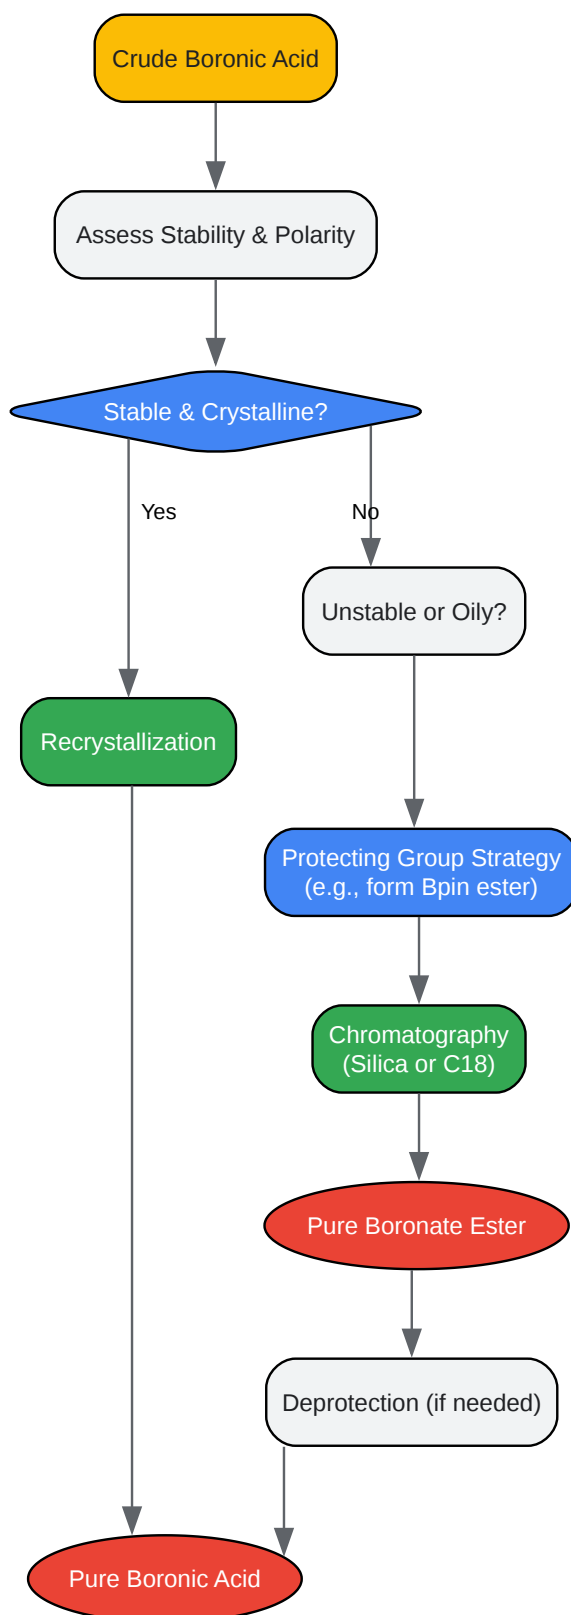 Crude Boronic Acid
Assess Stability & Polarity
Stable & Crystalline?
Yes
No
Unstable or Oily?
Recrystallization
Protecting Group Strategy
(e.g., form Bpin ester)
Chromatography
(Silica or C18)
Pure Boronate Ester
Deprotection (if needed)
Pure Boronic Acid